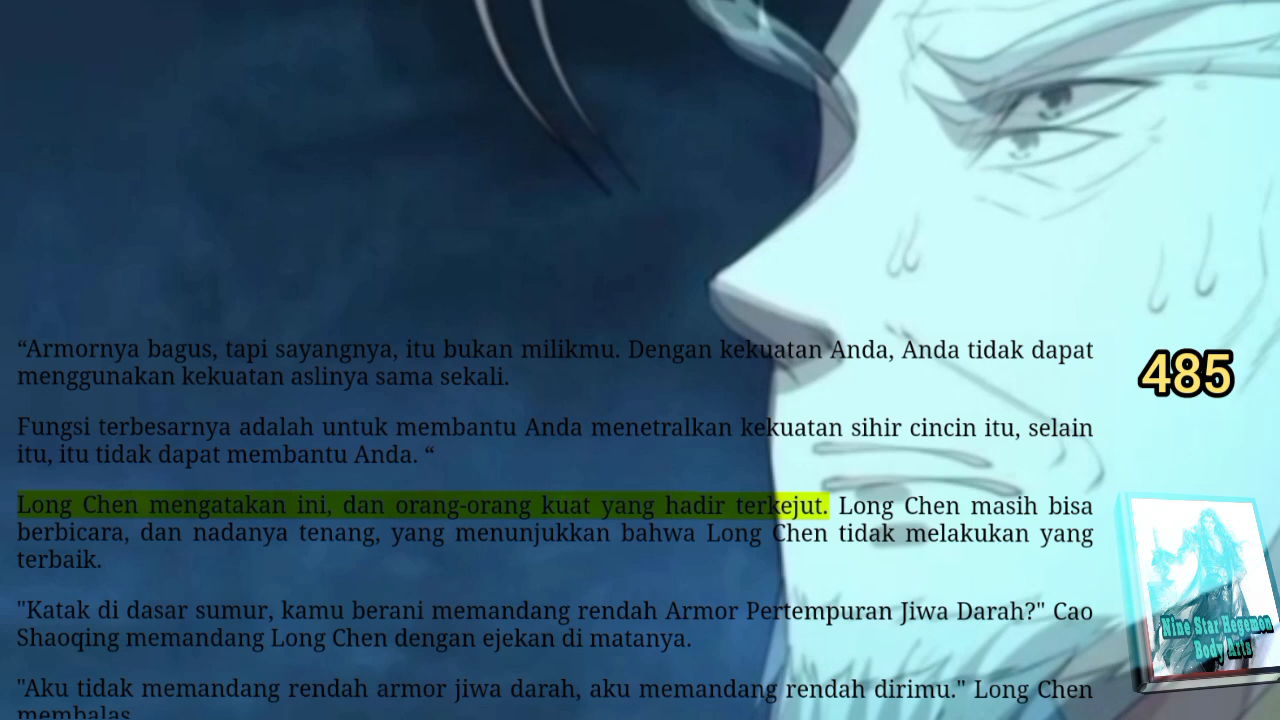 “Armornya bagus, tapi sayangnya, itu bukan milikmu. Dengan kekuatan Anda, Anda tidak dapat
menggunakan kekuatan aslinya sama sekali.
Fungsi terbesarnya adalah untuk membantu Anda menetralkan kekuatan sihir cincin itu, selain
itu, itu tidak dapat membantu Anda. “
Long Chen mengatakan ini, dan orang-orang kuat yang hadir terkejut. Long Chen masih bisa
berbicara, dan nadanya tenang, yang menunjukkan bahwa Long Chen tidak melakukan yang
terbaik.
"Katak di dasar sumur, kamu berani memandang rendah Armor Pertempuran Jiwa Darah?" Cao
Shaoqing memandang Long Chen dengan ejekan di matanya.
"Aku tidak memandang rendah armor jiwa darah, aku memandang rendah dirimu." Long Chen
membalas.
485
Nine Star Hegemon
Body Arts